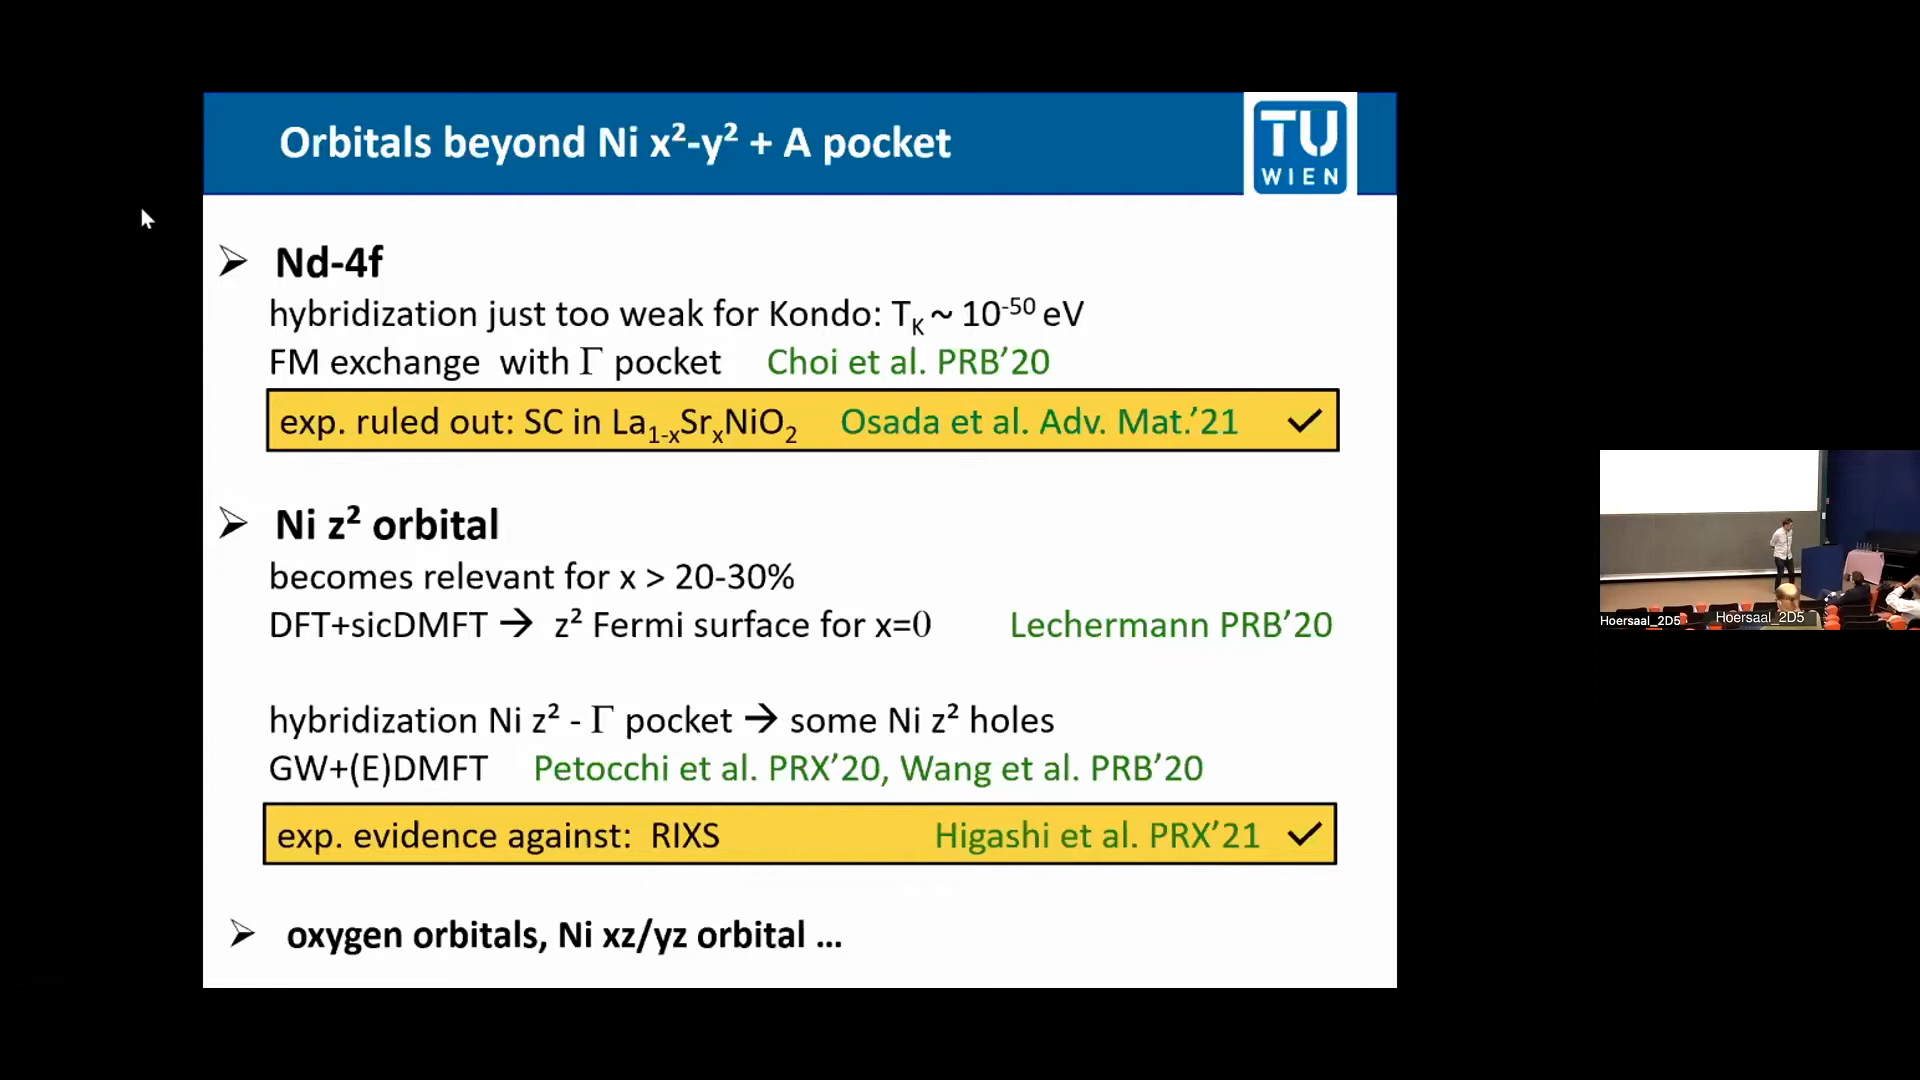 Orbitals beyond Ni x²-y² + A pocket
TU
WIEN
➢ Nd-4f
hybridization just too weak for Kondo: T_K ~ 10⁻⁵⁰ eV
FM exchange with Γ pocket Choi et al. PRB’20
exp. ruled out: SC in La₁₋ₓSrₓNiO₂ Osada et al. Adv. Mat.’21 ✓
➢ Ni z² orbital
becomes relevant for x > 20-30%
DFT+sicDMFT → z² Fermi surface for x=0 Lechermann PRB’20
hybridization Ni z² - Γ pocket → some Ni z² holes
GW+(E)DMFT Petocchi et al. PRX’20, Wang et al. PRB’20
exp. evidence against: RIXS Higashi et al. PRX’21 ✓
➢ oxygen orbitals, Ni xz/yz orbital ...
Hoersaal_2D5
Hoersaal_2D5